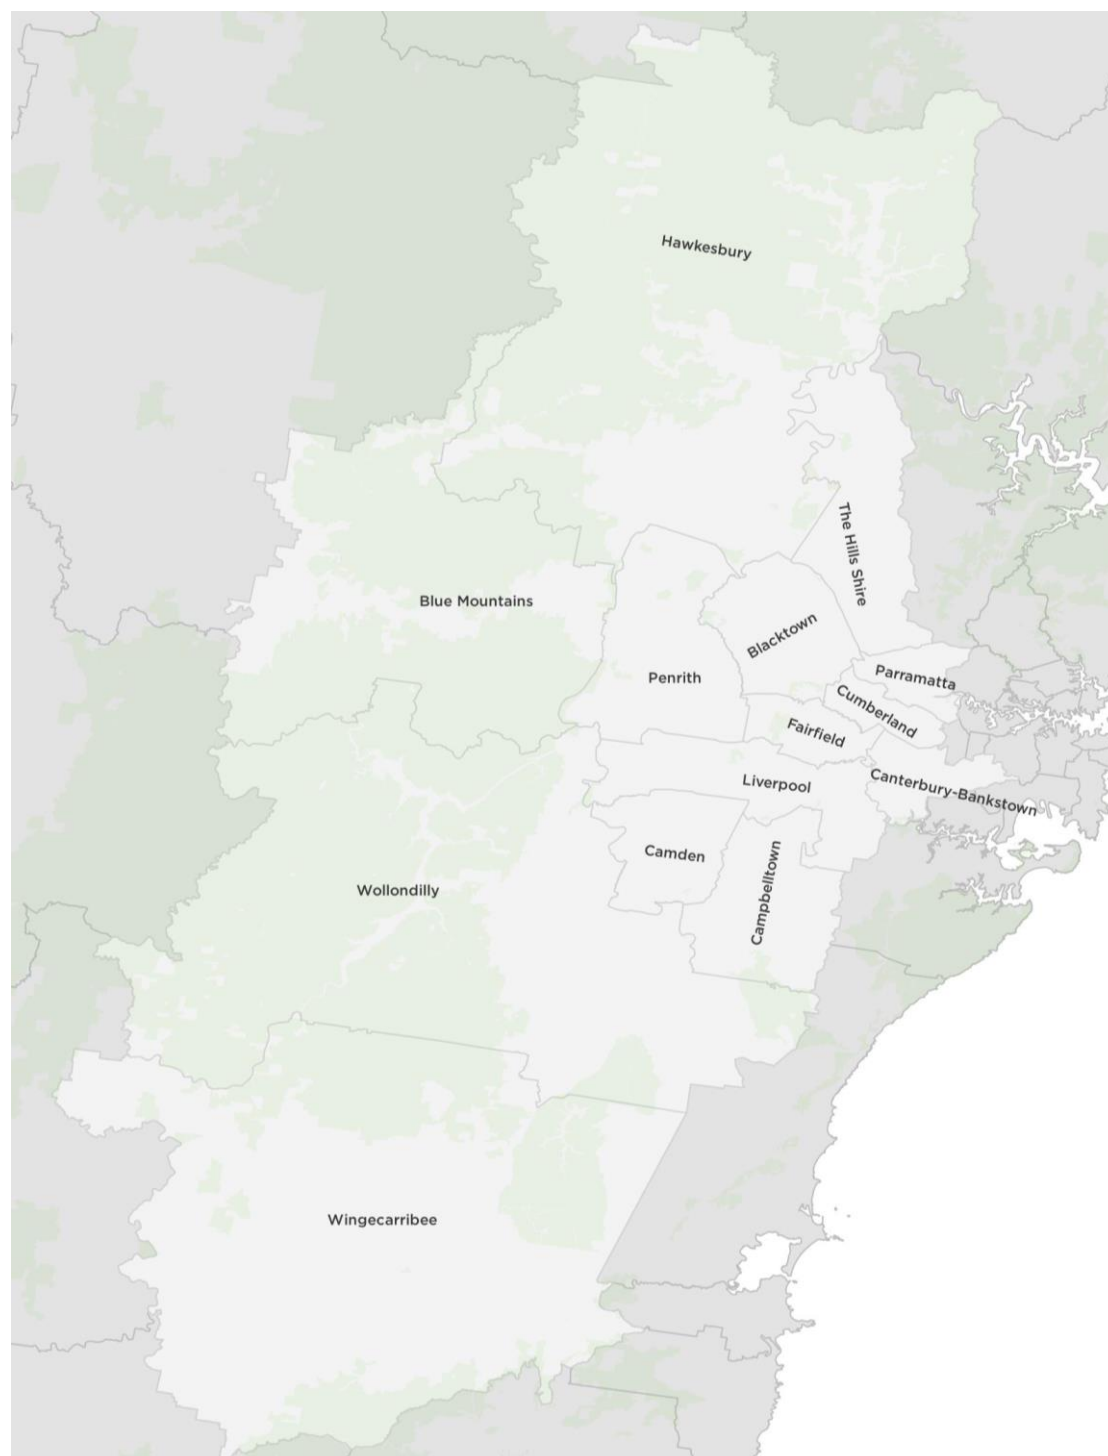 Hawkesbury
The Hills Shire
Blue Mountains
Blacktown
Penrith
Parramatta
Cumberland
Fairfield
Liverpool
Canterbury-Bankstown
Camden
Campbelltown
Wollondilly
Wingecarribee